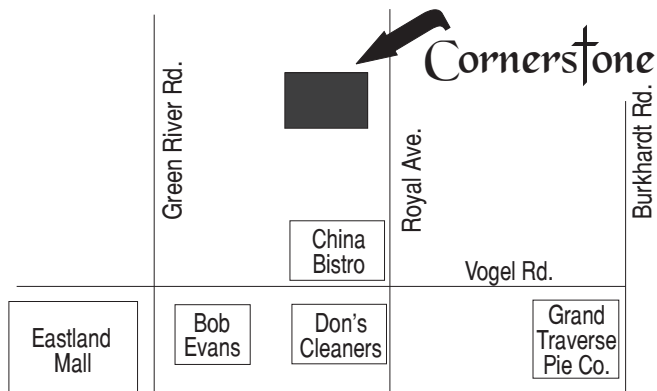 Cornerstone
Green River Rd.
Royal Ave.
Burkhardt Rd.
China
Bistro
Vogel Rd.
Eastland
Mall
Bob
Evans
Don's
Cleaners
Grand
Traverse
Pie Co.